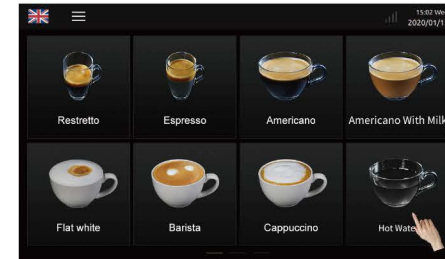 15:02 We
2020/01/1
Restretto
Espresso
Americano
Americano With Milk
Flat white
Barista
Cappuccino
Hot Wate